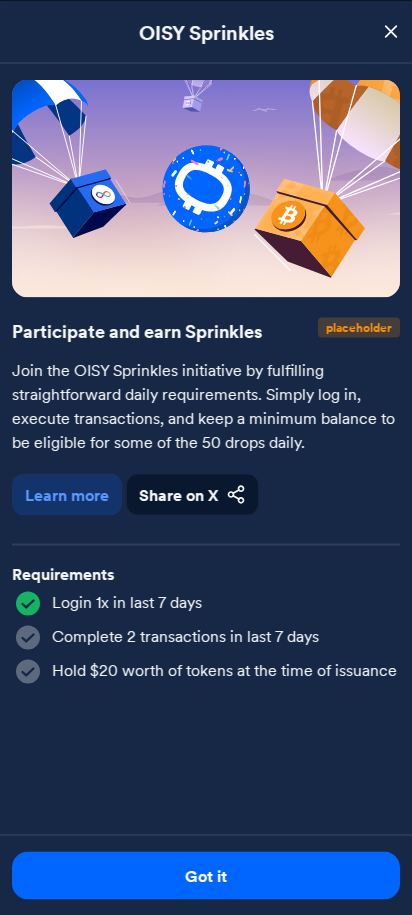 OISY Sprinkles
Participate and earn Sprinkles
placeholder
Join the OISY Sprinkles initiative by fulfilling
straightforward daily requirements. Simply log in,
execute transactions, and keep a minimum balance to
be eligible for some of the 50 drops daily.
Learn more
Share on X
Requirements
Login 1x in last 7 days
Complete 2 transactions in last 7 days
Hold $20 worth of tokens at the time of issuance
Got it